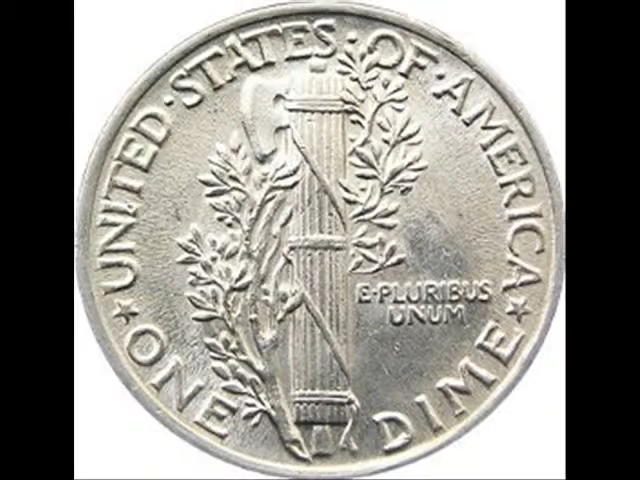 UNITED·STATES·OF·AMERICA
E·PLURIBUS
UNUM
★ONE DIME★